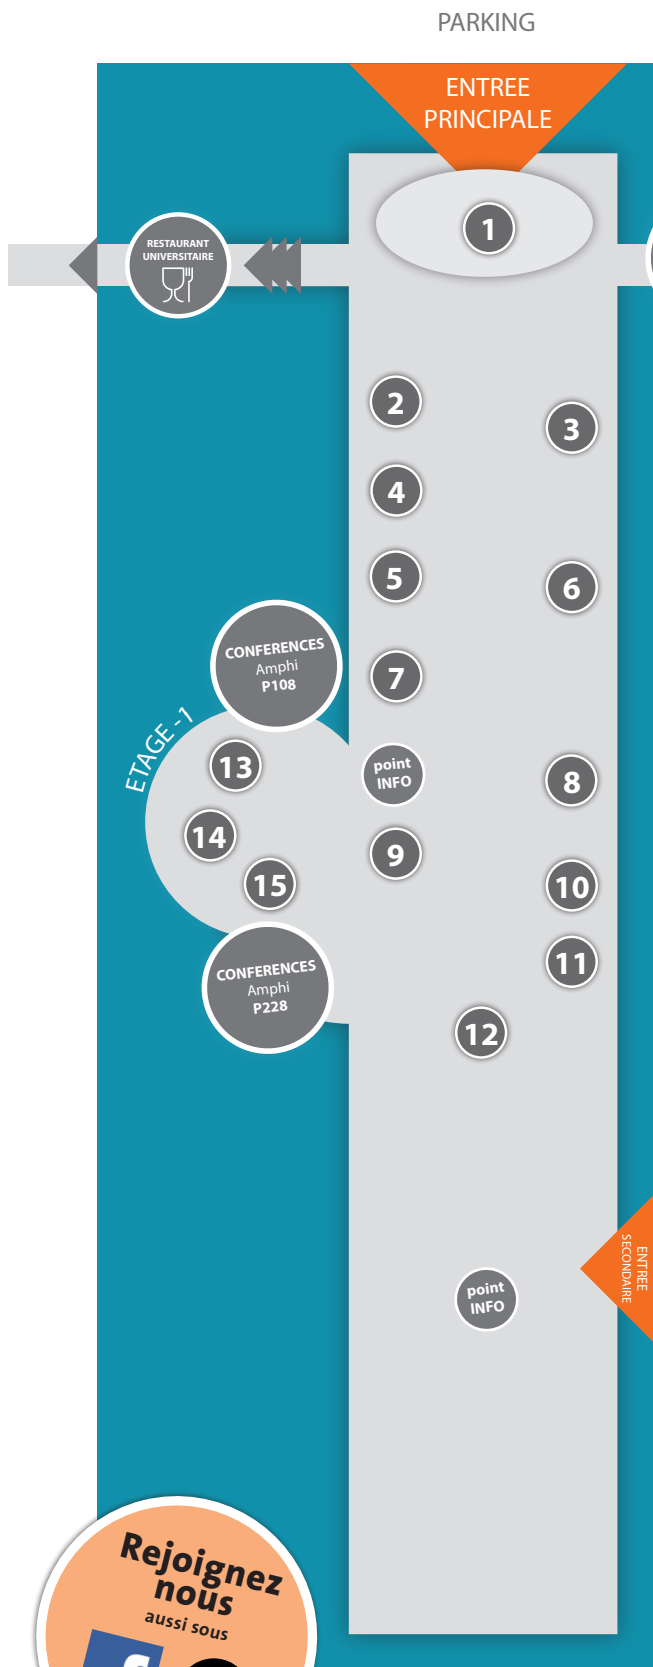 PARKING
ENTREE
PRINCIPALE
1
RESTAURANT
UNIVERSITAIRE
2
3
4
5
6
CONFERENCES
Amphi
P108
7
ETAGE -1
13
point
INFO
8
14
9
15
10
11
CONFERENCES
Amphi
P228
12
ENTREE
SECONDAIRE
point
INFO
Rejoignez
nous
aussi sous
f